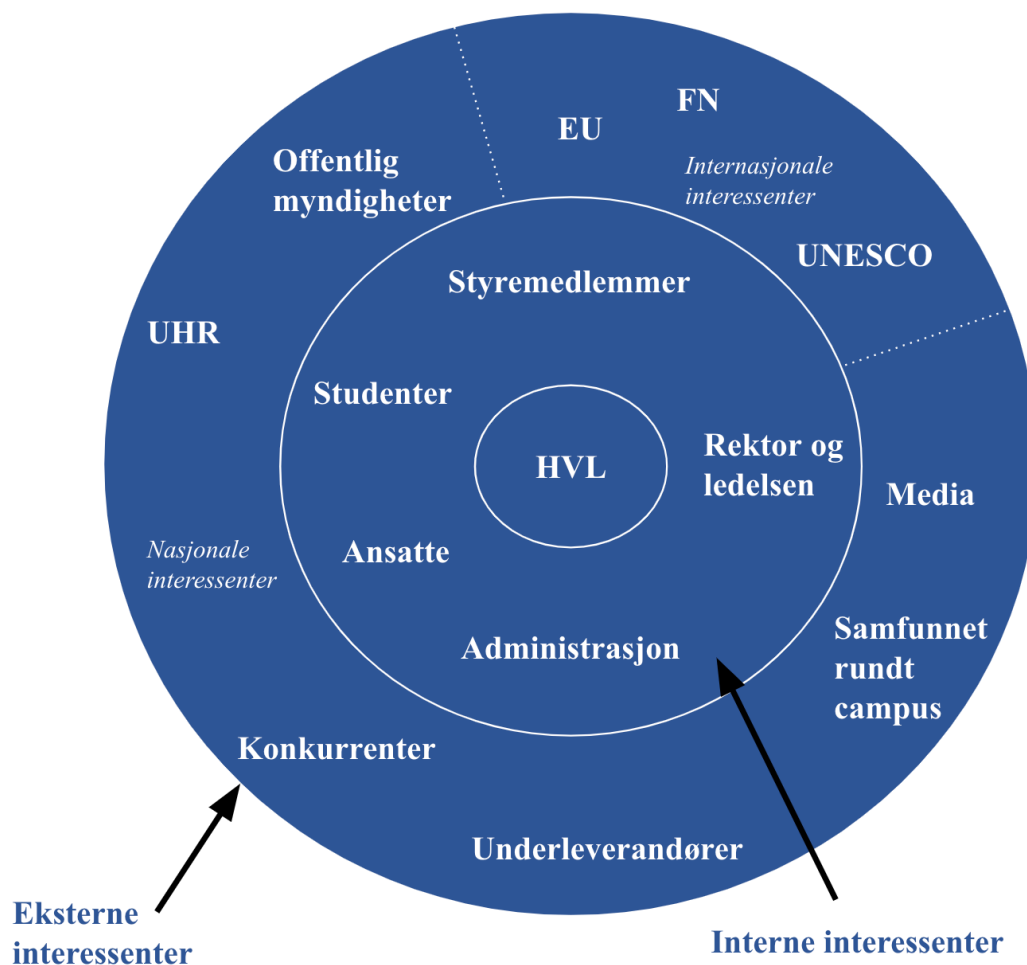 FN
EU
Offentlig
myndigheter
Internasjonale
interessenter
UNESCO
Styremedlemmer
UHR
Studenter
HVL
Rektor og
ledelsen
Media
Nasjonale
interessenter
Ansatte
Administrasjon
Samfunnet
rundt
campus
Konkurrenter
Underleverandører
Eksterne
interessenter
Interne interessenter